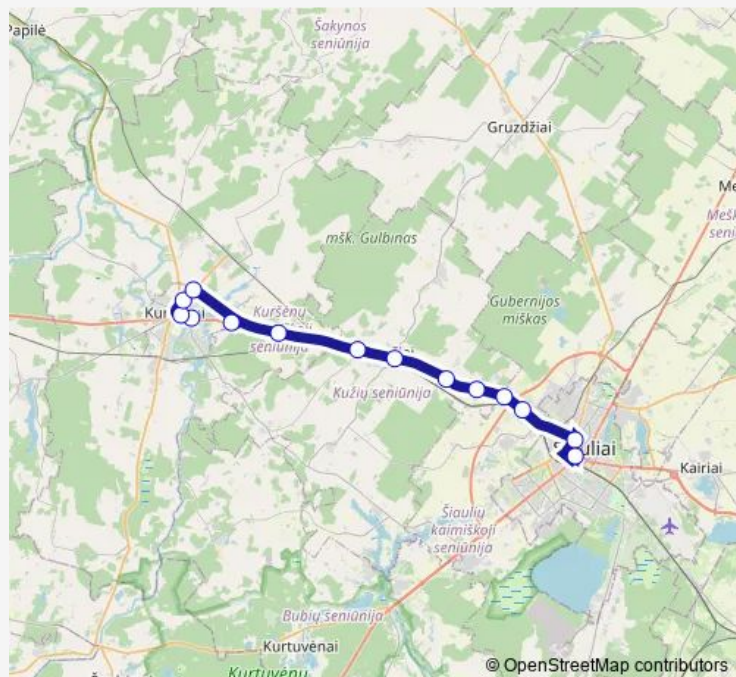 Papilė
Šakynos
seniūnija
Gruzdžiai
mšk. Gulbinas
Gubernijos
miškas
Kuršėnų
seniūnija
Kužių seniūnija
Kairiai
Šiaulių
kaimiškoji
seniūnija
Bubių seniūnija
Kurtuvėnai
Kurtuvėnų
© OpenStreetMap contributors